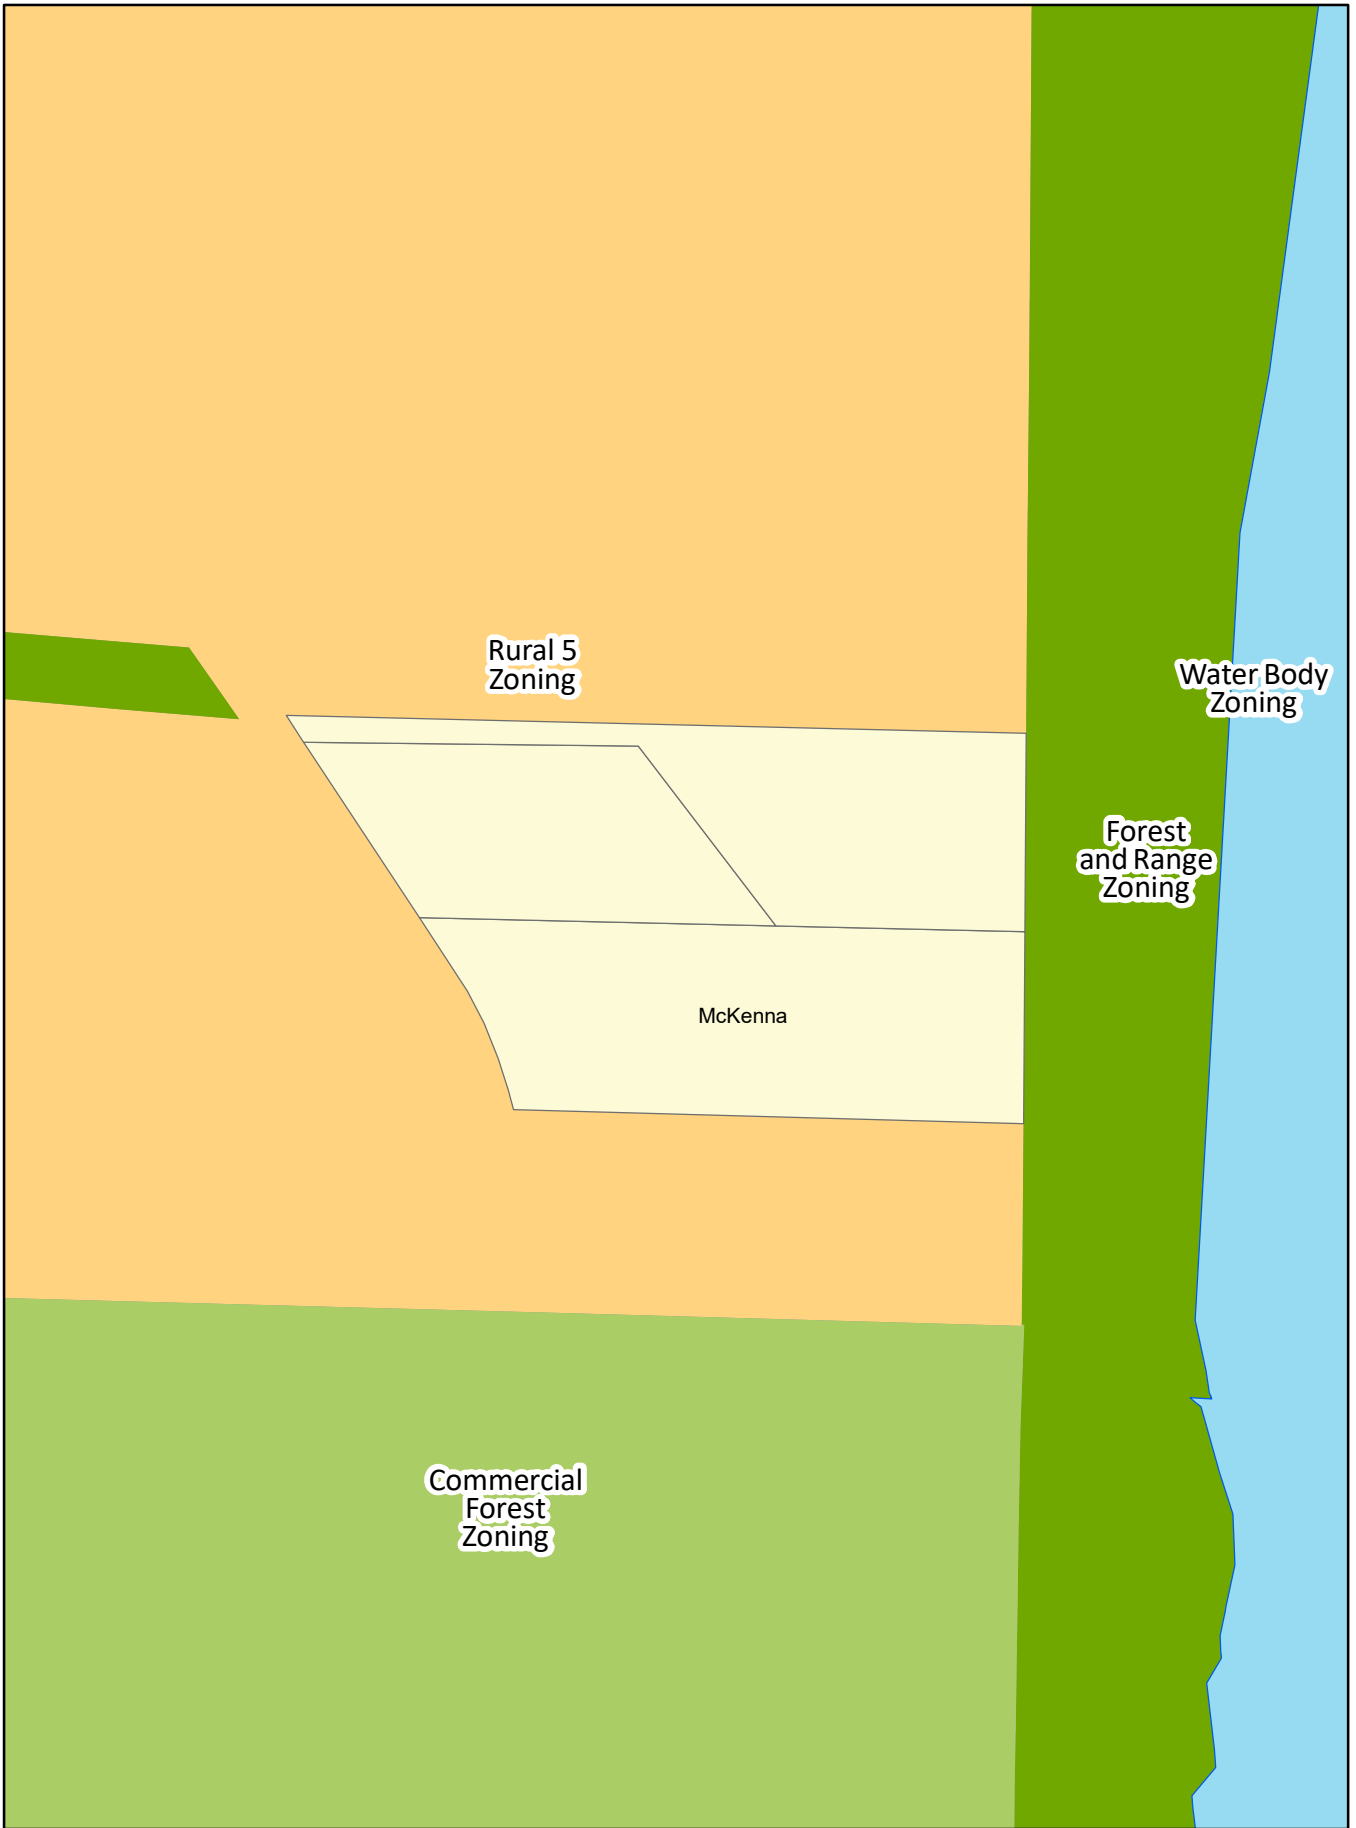 Rural 5
Zoning
Water Body
Zoning
Forest
and Range
Zoning
McKenna
Commercial
Forest
Zoning